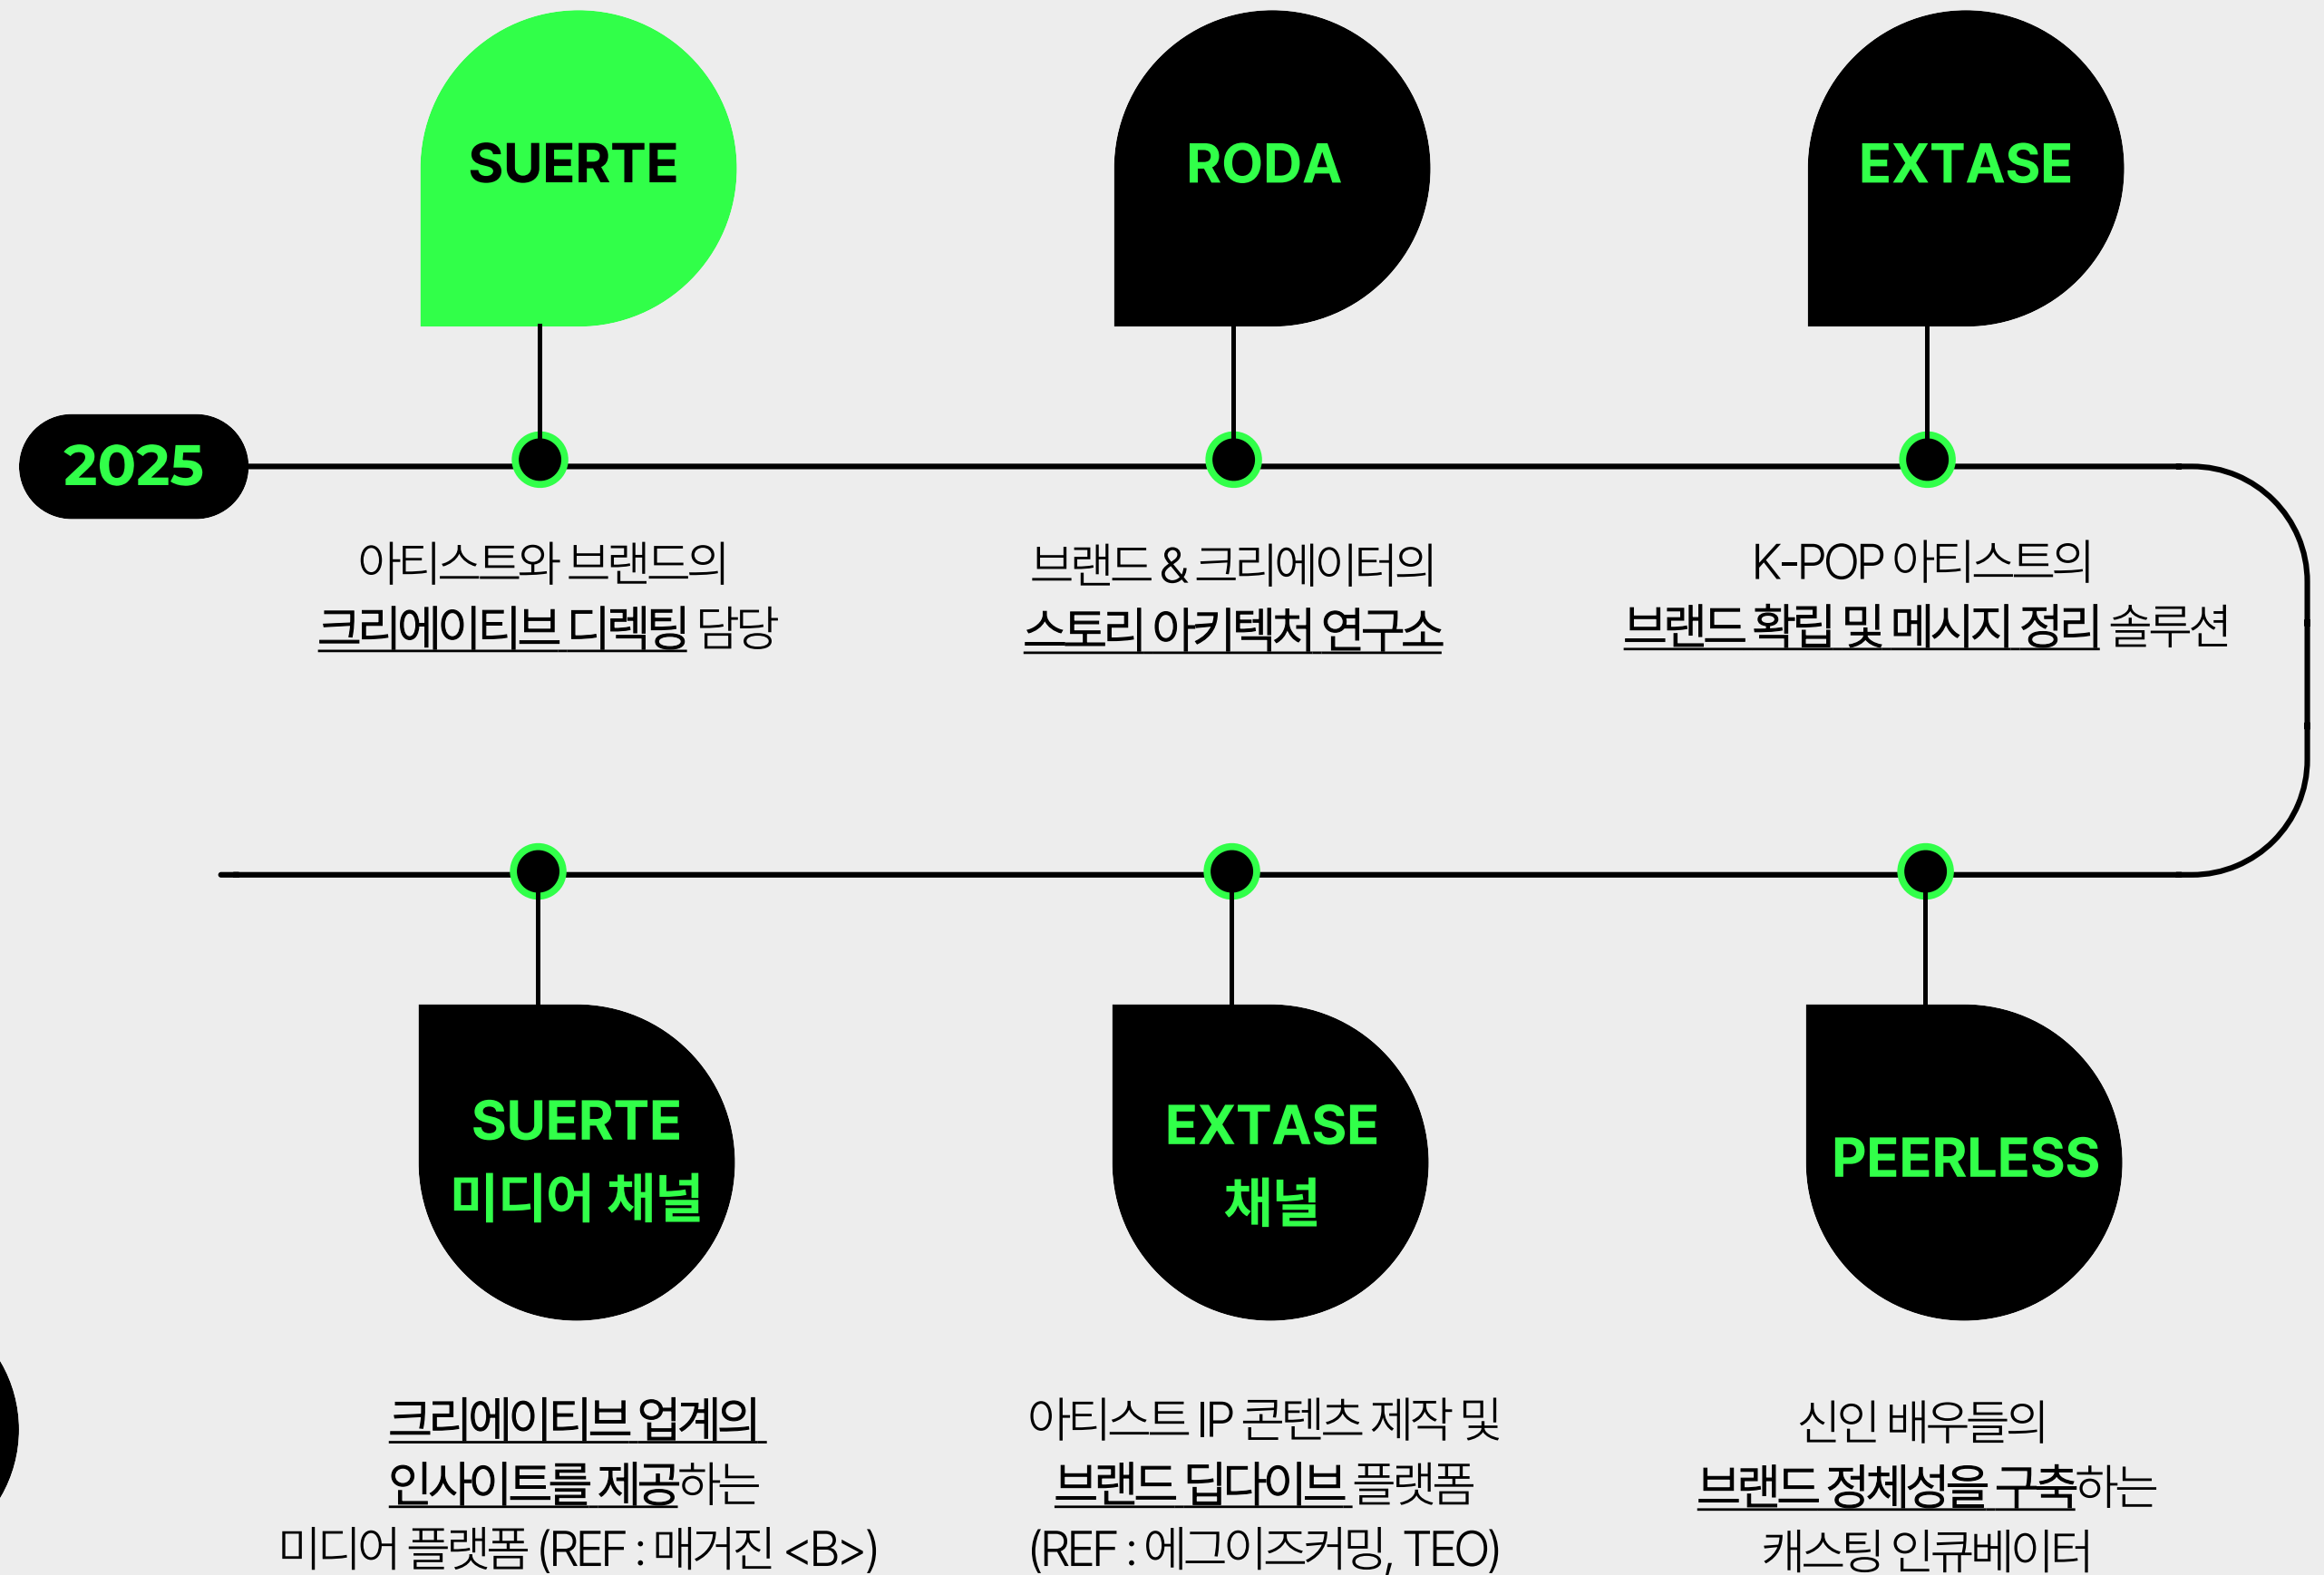 SUERTE
RODA
EXTASE
2025
아티스트와 브랜드의
크리에이티브 디렉팅 담당
브랜드 & 크리에이터의
스트리이키텍처 연구소
K-POP 아티스트의
브랜드 휠링 및 메시지 정리 솔루션
SUERTE
미디어 채널
EXTASE
채널
PEERLESS
크리에이티브 업계의
인사이트를 제공하는
미디어 플랫폼 (REF : 매거진 <B>)
아티스트 IP 콘텐츠 제작 및
브랜드 딥다이브플랫폼
(REF : 에그이즈커밍, TEO)
신인 배우들의
브랜드 정체성을 구축하는
캐스팅 인큐베이터